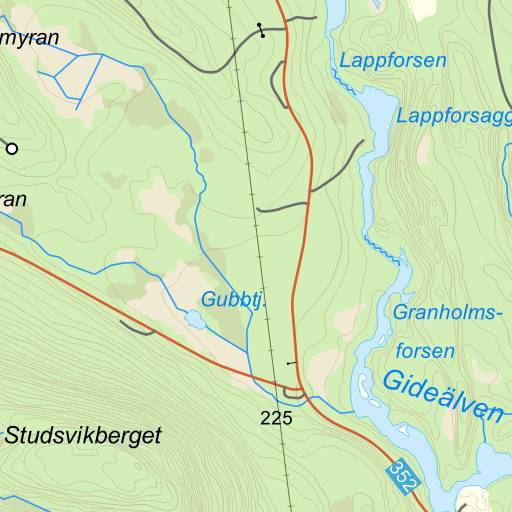 myran
Lappforsen
Lappforsagg
ran
Gubbtj.
Granholms-
forsen
Gideälven
225
Studsvikberget
352